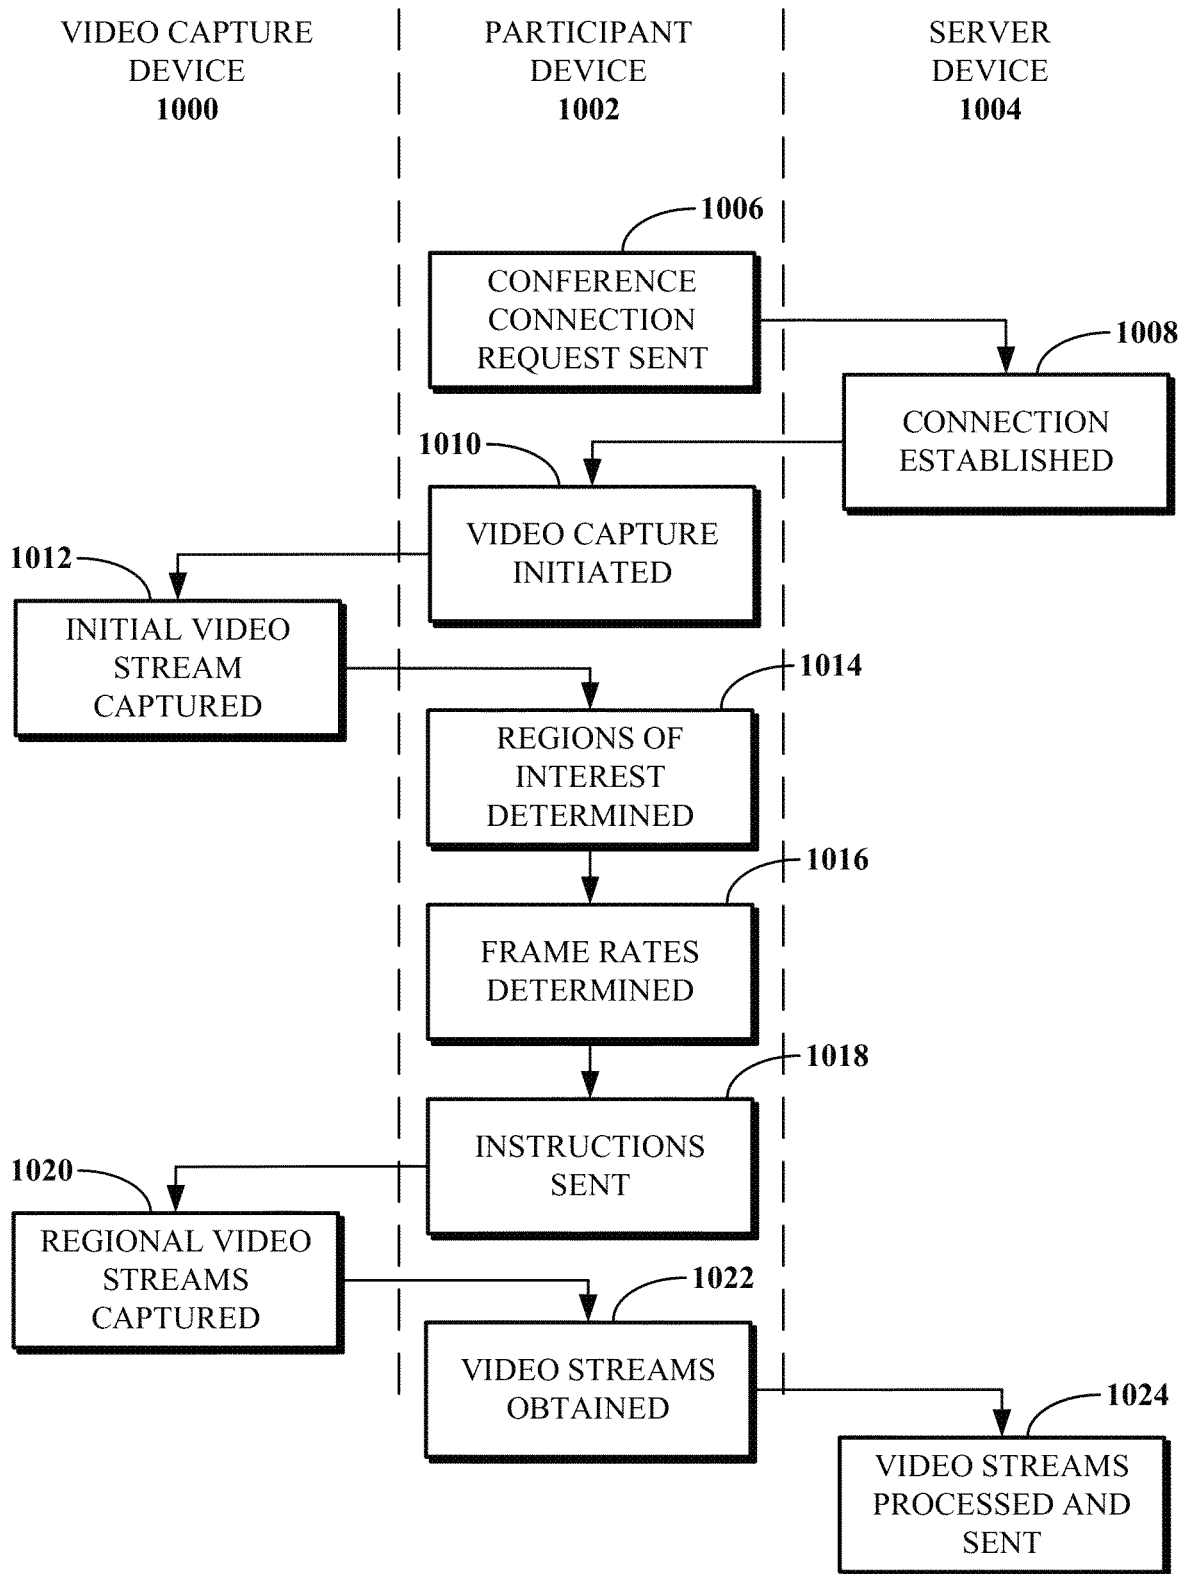 VIDEO CAPTURE
DEVICE
1000
PARTICIPANT
DEVICE
1002
SERVER
DEVICE
1004
1006
CONFERENCE
CONNECTION
REQUEST SENT
1008
CONNECTION
ESTABLISHED
1010
VIDEO CAPTURE
INITIATED
1012
INITIAL VIDEO
STREAM
CAPTURED
1014
REGIONS OF
INTEREST
DETERMINED
1016
FRAME RATES
DETERMINED
1018
INSTRUCTIONS
SENT
1020
REGIONAL VIDEO
STREAMS
CAPTURED
1022
VIDEO STREAMS
OBTAINED
1024
VIDEO STREAMS
PROCESSED AND
SENT